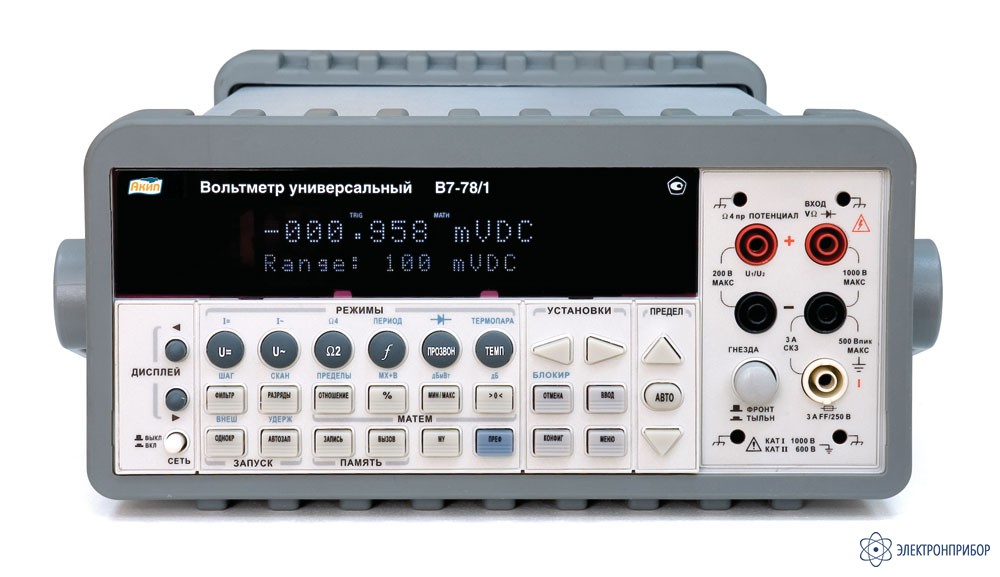 Акип
Вольтметр универсальный В7-78/1
TRIG MATH
-000.958 mVDC
Range: 100 mVDC
РЕЖИМЫ
I= I~ Ω4 ПЕРИОД ТЕРМОПАРА
U= U~ Ω2 f ПРОЗВОН ТЕМП
ШАГ СКАН ПРЕДЕЛЫ МХ+В дБмВт дБ
ФИЛЬТР РАЗРЯДЫ ОТНОШЕНИЕ % МИН/МАКС >0<
ВНЕШ УДЕРЖ МАТЕМ
ОДНОКР АВТОЗАП ЗАПИСЬ ВЫЗОВ МУ ПРЕФ
ЗАПУСК ПАМЯТЬ
ДИСПЛЕЙ
ВЫКЛ
ВКЛ
СЕТЬ
УСТАНОВКИ
БЛОКИР
ОТМЕНА ВВОД
КОНФИГ МЕНЮ
ПРЕДЕЛ
АВТО
Ω 4 пр ПОТЕНЦИАЛ
ВХОД
VΩ
+
U1/U2
200 В
МАКС
1000 В
МАКС
-
3 А
СКЗ
500 Впик
МАКС
ГНЕЗДА
I
ФРОНТ
ТЫЛЬН
3 А FF/250 В
КАТ I 1000 В
КАТ II 600 В
ЭЛЕКТРОНПРИБОР